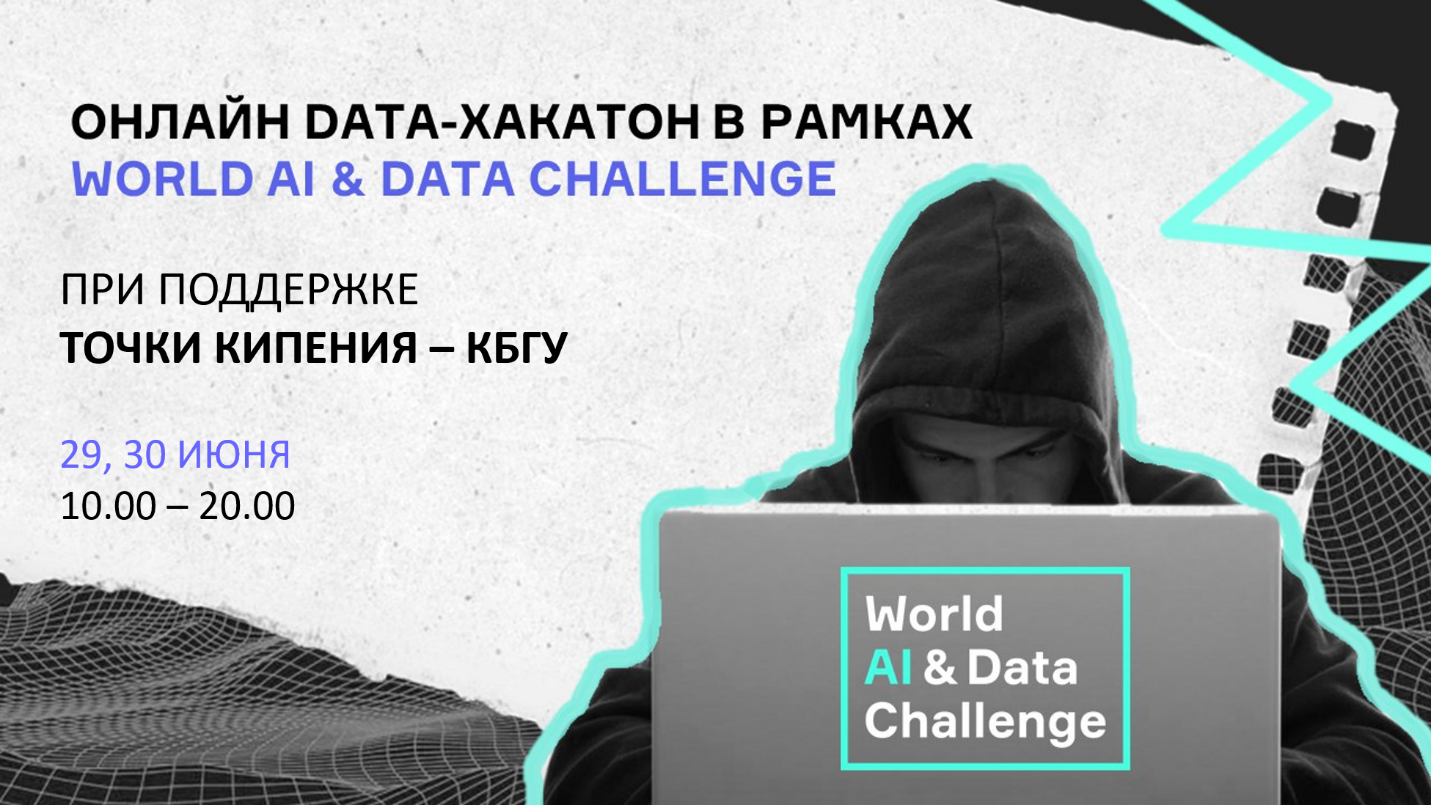 ОНЛАЙН DATA-ХАКАТОН В РАМКАХ
WORLD AI & DATA CHALLENGE
ПРИ ПОДДЕРЖКЕ
ТОЧКИ КИПЕНИЯ – КБГУ
29, 30 ИЮНЯ
10.00 – 20.00
World
AI & Data
Challenge